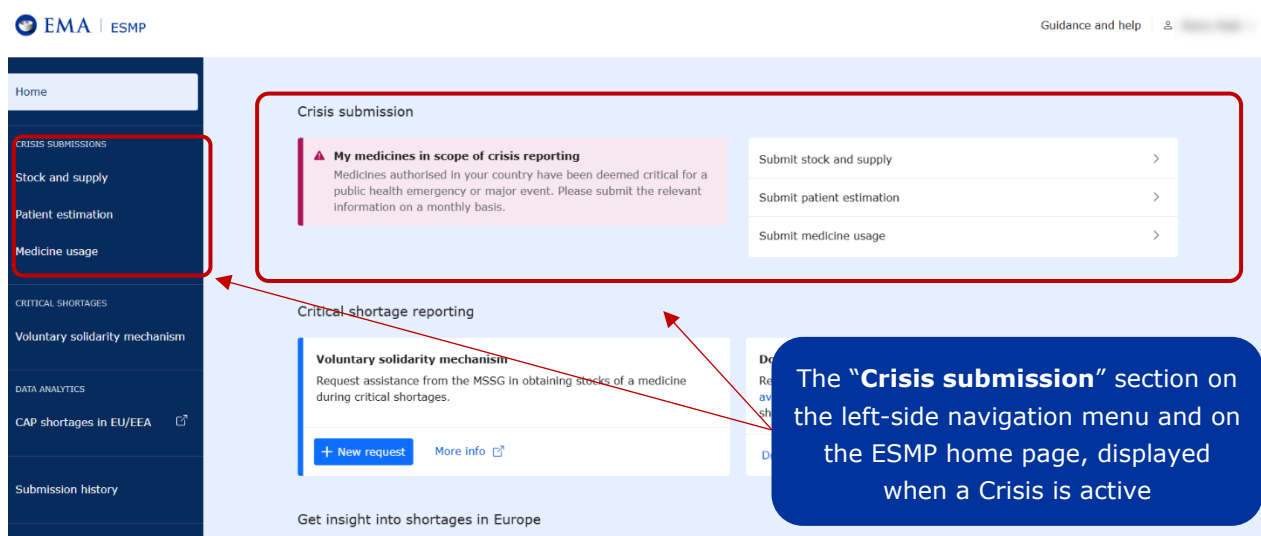 EMA | ESMP
Guidance and help
Home
CRISIS SUBMISSIONS
Stock and supply
Patient estimation
Medicine usage
CRITICAL SHORTAGES
Voluntary solidarity mechanism
DATA ANALYTICS
CAP shortages in EU/EEA
Submission history
Crisis submission
My medicines in scope of crisis reporting
Medicines authorised in your country have been deemed critical for a
public health emergency or major event. Please submit the relevant
information on a monthly basis.
Submit stock and supply
Submit patient estimation
Submit medicine usage
Critical shortage reporting
Voluntary solidarity mechanism
Request assistance from the MSSG in obtaining stocks of a medicine
during critical shortages.
+ New request
More info
Get insight into shortages in Europe
The “Crisis submission” section on
the left-side navigation menu and on
the ESMP home page, displayed
when a Crisis is active